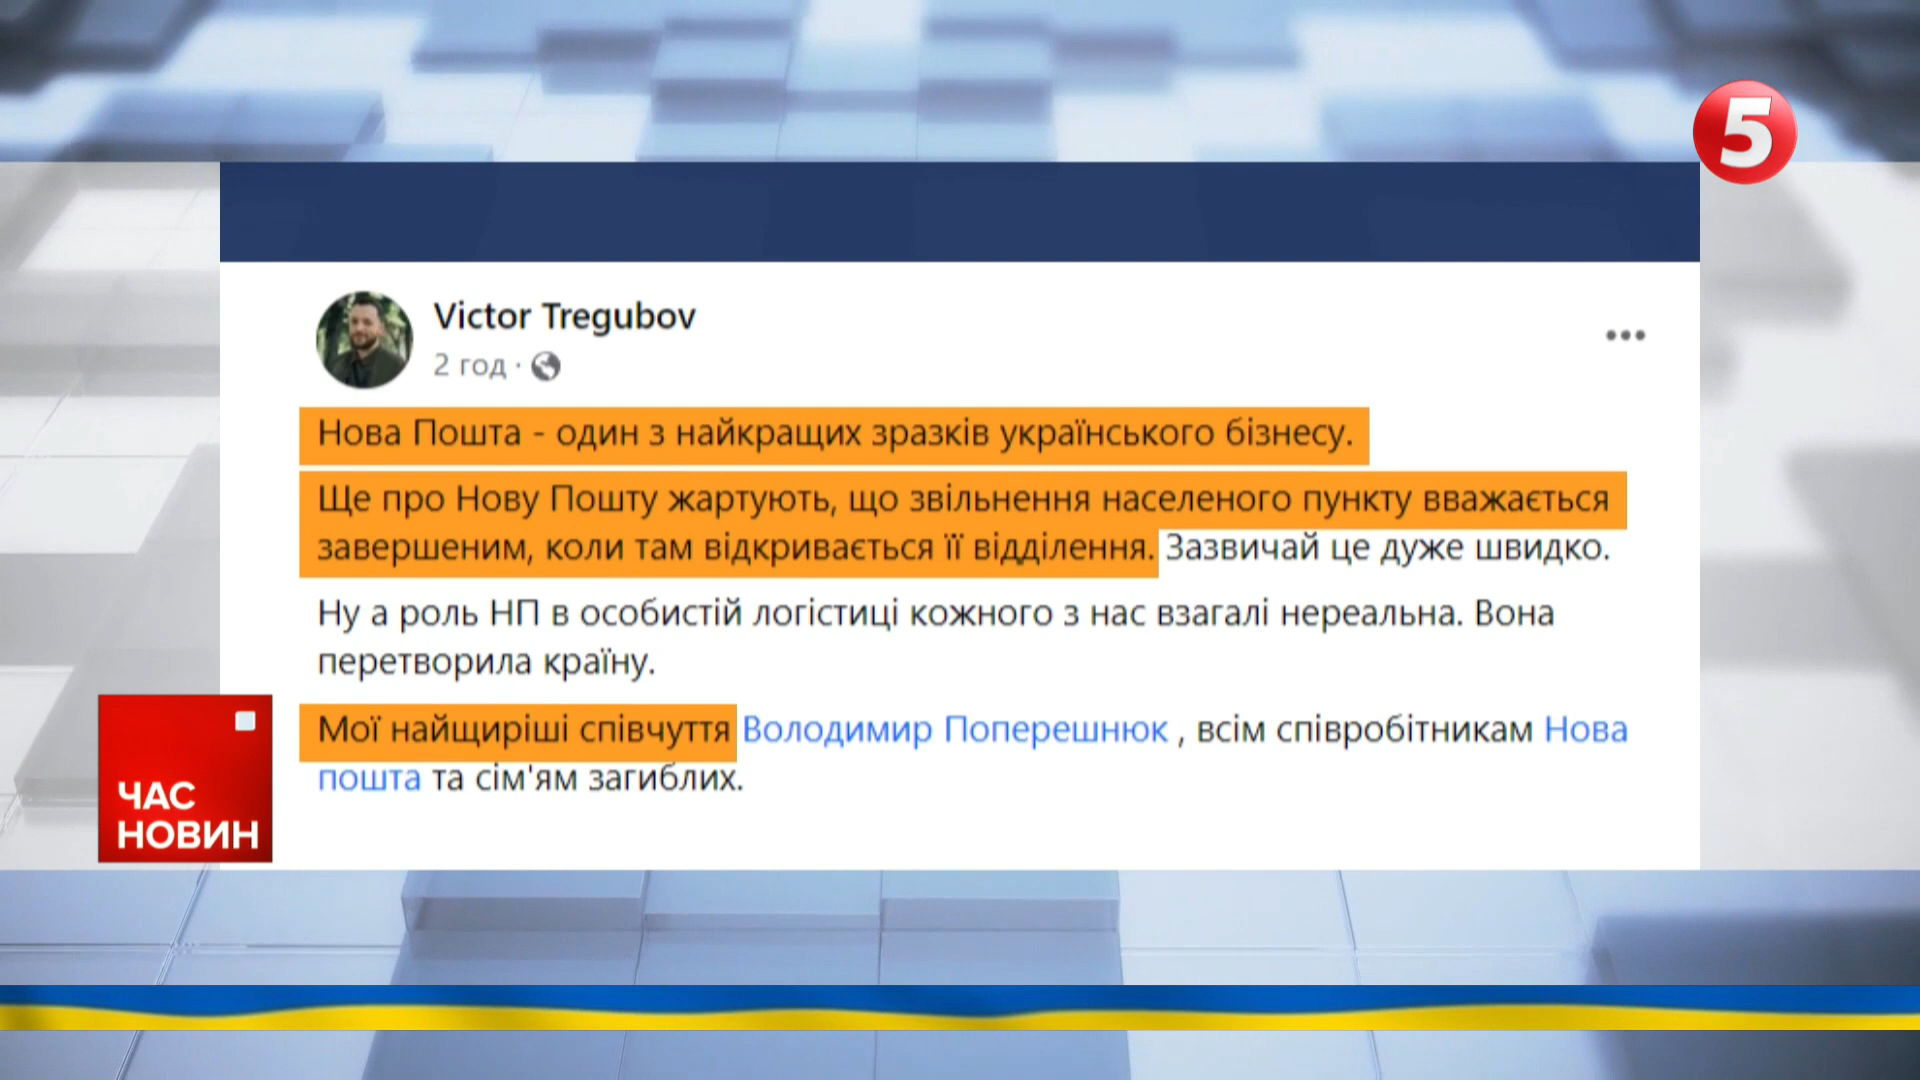 5
Victor Tregubov
2 год ·
Нова Пошта - один з найкращих зразків українського бізнесу.
Ще про Нову Пошту жартують, що звільнення населеного пункту вважається
завершеним, коли там відкривається її відділення. Зазвичай це дуже швидко.
Ну а роль НП в особистій логістиці кожного з нас взагалі нереальна. Вона
перетворила країну.
Мої найщиріші співчуття Володимир Поперешнюк , всім співробітникам Нова
пошта та сім'ям загиблих.
ЧАС
НОВИН